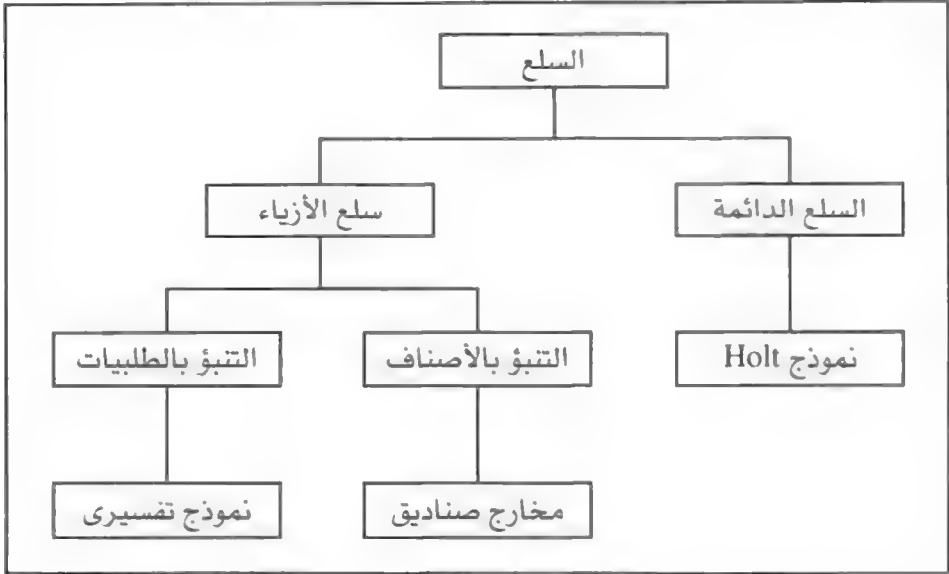 السلع
السلع الدائمة
سلع الأزياء
نموذج Holt
التنبؤ بالأصناف
التنبؤ بالطلبيات
مخارج صناديق
نموذج تفسيرى